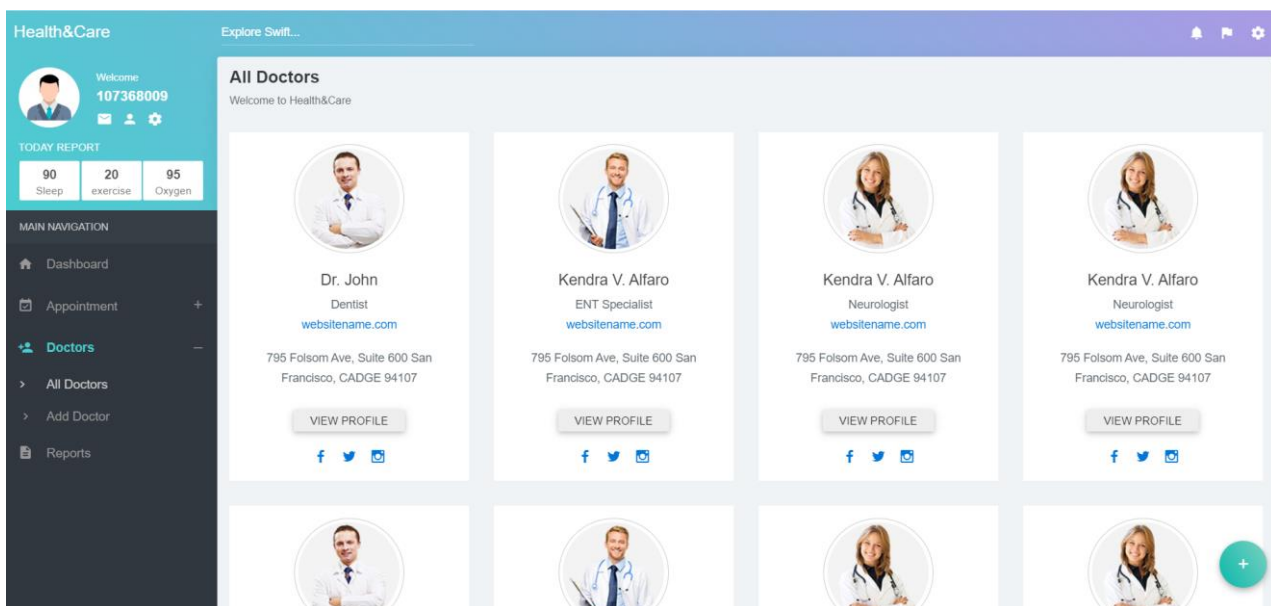 Health&Care
Explore Swift...
Welcome
107368009
TODAY REPORT
90
Sleep
20
exercise
95
Oxygen
MAIN NAVIGATION
Dashboard
Appointment +
Doctors –
> All Doctors
> Add Doctor
Reports
All Doctors
Welcome to Health&Care
Dr. John
Dentist
websitename.com
795 Folsom Ave, Suite 600 San
Francisco, CADGE 94107
VIEW PROFILE
Kendra V. Alfaro
ENT Specialist
websitename.com
795 Folsom Ave, Suite 600 San
Francisco, CADGE 94107
VIEW PROFILE
Kendra V. Alfaro
Neurologist
websitename.com
795 Folsom Ave, Suite 600 San
Francisco, CADGE 94107
VIEW PROFILE
Kendra V. Alfaro
Neurologist
websitename.com
795 Folsom Ave, Suite 600 San
Francisco, CADGE 94107
VIEW PROFILE